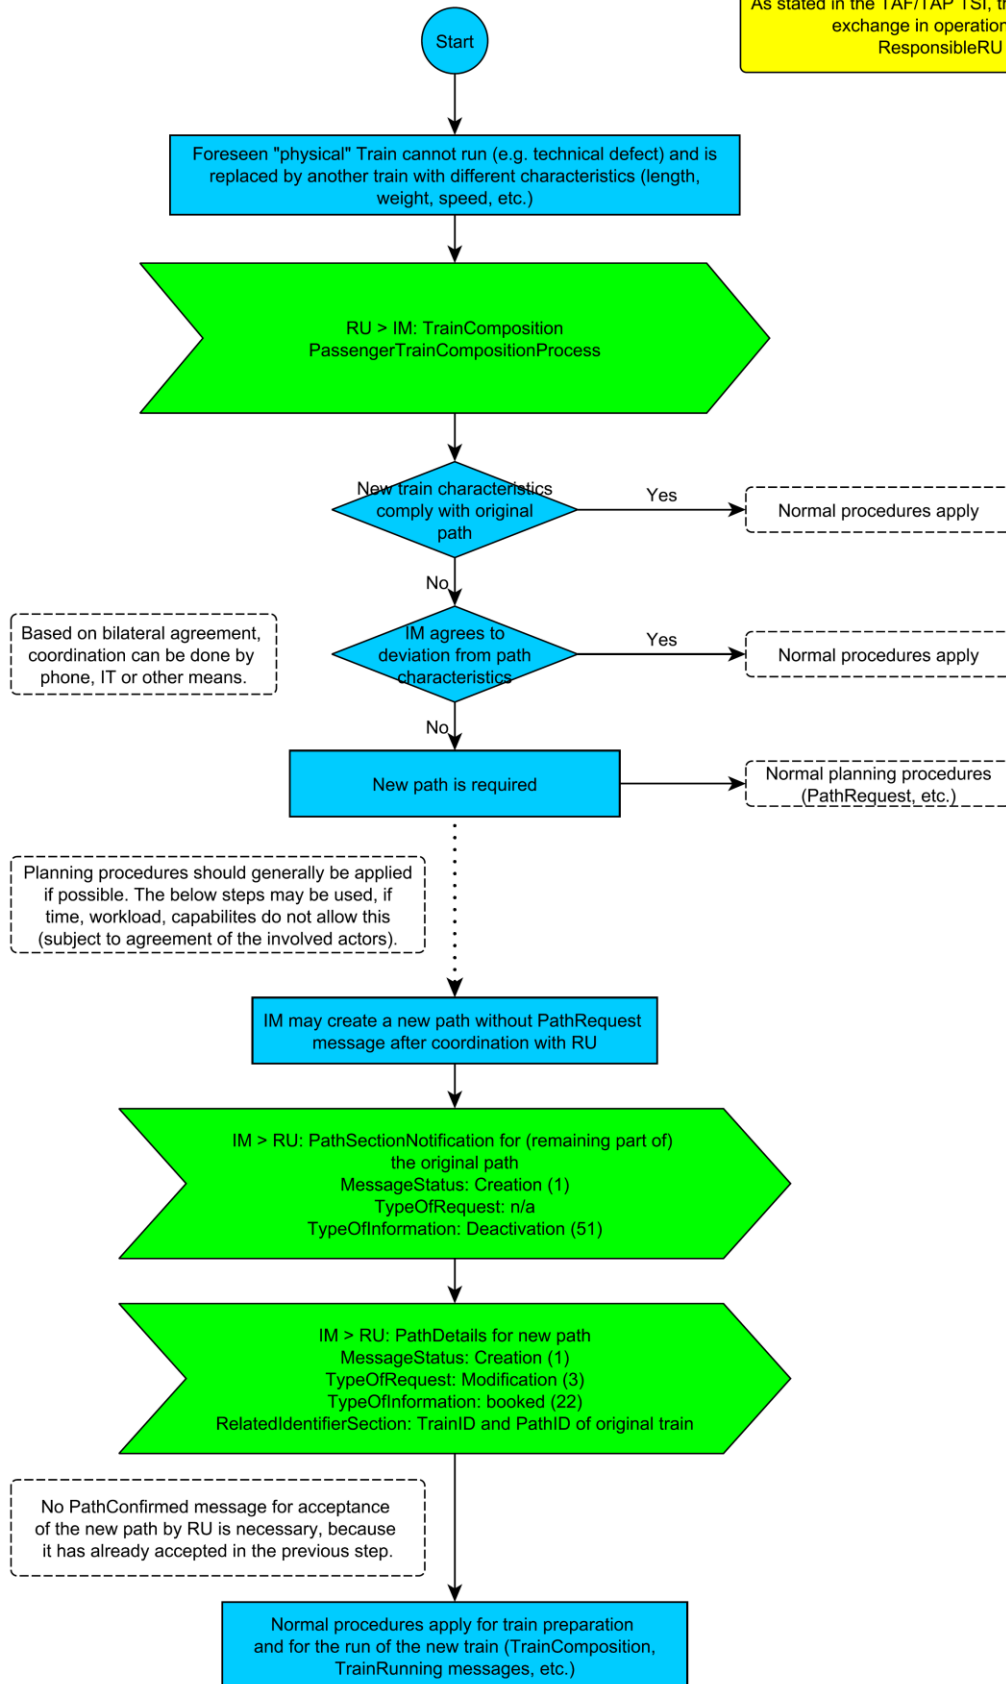 As stated in the TAF/TAP TSI, th
exchange in operation
ResponsibleRU
Start
Foreseen "physical" Train cannot run (e.g. technical defect) and is
replaced by another train with different characteristics (length,
weight, speed, etc.)
RU > IM: TrainComposition
PassengerTrainCompositionProcess
New train characteristics
comply with original
path
Yes
Normal procedures apply
No
Based on bilateral agreement,
coordination can be done by
phone, IT or other means.
IM agrees to
deviation from path
characteristics
Yes
Normal procedures apply
No
New path is required
Normal planning procedures
(PathRequest, etc.)
Planning procedures should generally be applied
if possible. The below steps may be used, if
time, workload, capabilites do not allow this
(subject to agreement of the involved actors).
IM may create a new path without PathRequest
message after coordination with RU
IM > RU: PathSectionNotification for (remaining part of)
the original path
MessageStatus: Creation (1)
TypeOfRequest: n/a
TypeOfInformation: Deactivation (51)
IM > RU: PathDetails for new path
MessageStatus: Creation (1)
TypeOfRequest: Modification (3)
TypeOfInformation: booked (22)
RelatedIdentifierSection: TrainID and PathID of original train
No PathConfirmed message for acceptance
of the new path by RU is necessary, because
it has already accepted in the previous step.
Normal procedures apply for train preparation
and for the run of the new train (TrainComposition,
TrainRunning messages, etc.)